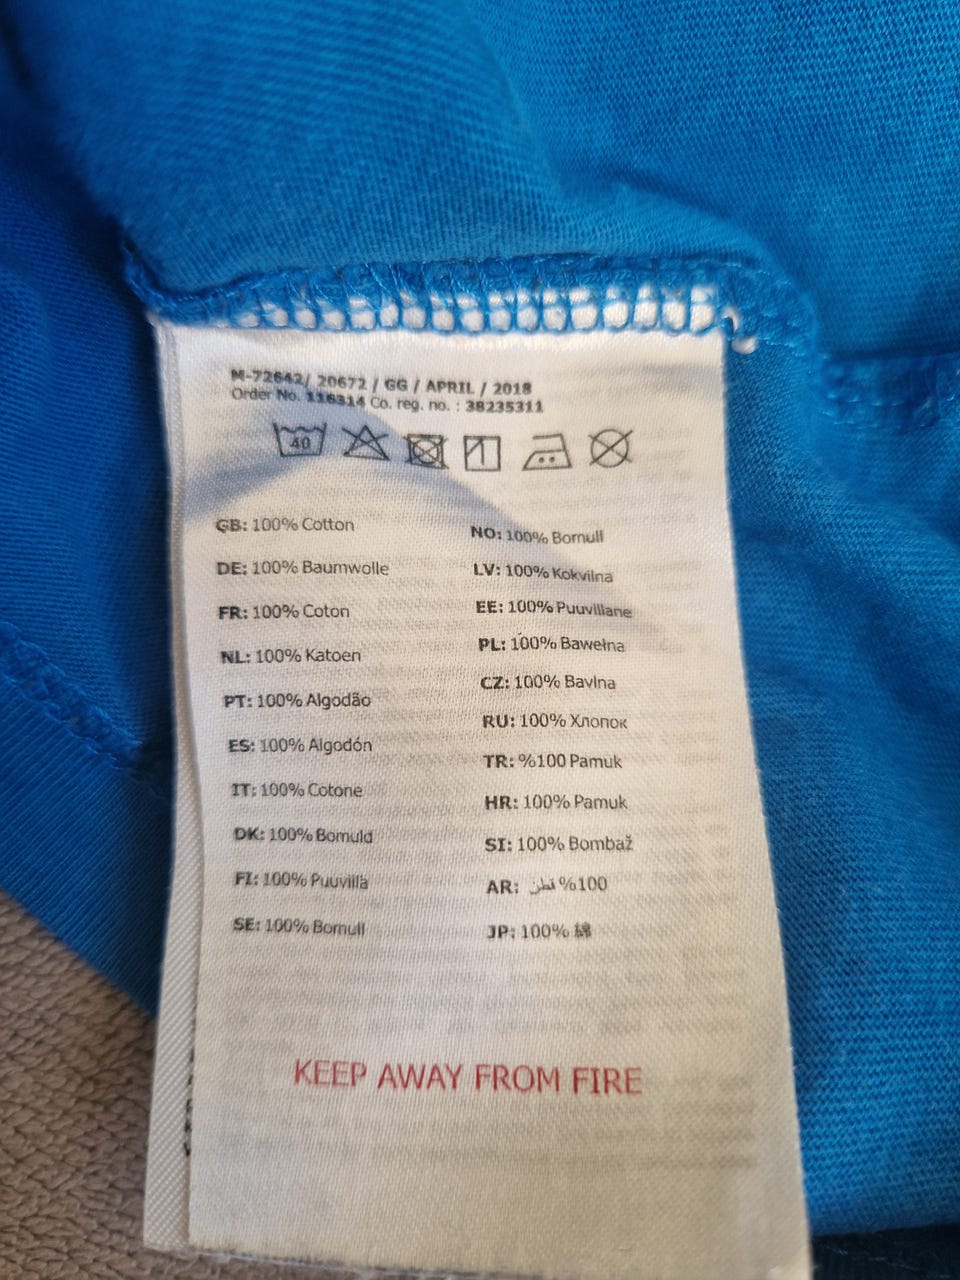 M-72642/ 20672 / GG / APRIL / 2018
Order No. 116314 Co. reg. no. : 38235311
40
GB: 100% Cotton
DE: 100% Baumwolle
FR: 100% Coton
NL: 100% Katoen
PT: 100% Algodão
ES: 100% Algodón
IT: 100% Cotone
DK: 100% Bomuld
FI: 100% Puuvilla
SE: 100% Bomull
NO: 100% Bomull
LV: 100% Kokvilna
EE: 100% Puuvillane
PL: 100% Bawełna
CZ: 100% Bavlna
RU: 100% Хлопок
TR: %100 Pamuk
HR: 100% Pamuk
SI: 100% Bombaž
AR: قطن %100
JP: 100% 綿
KEEP AWAY FROM FIRE